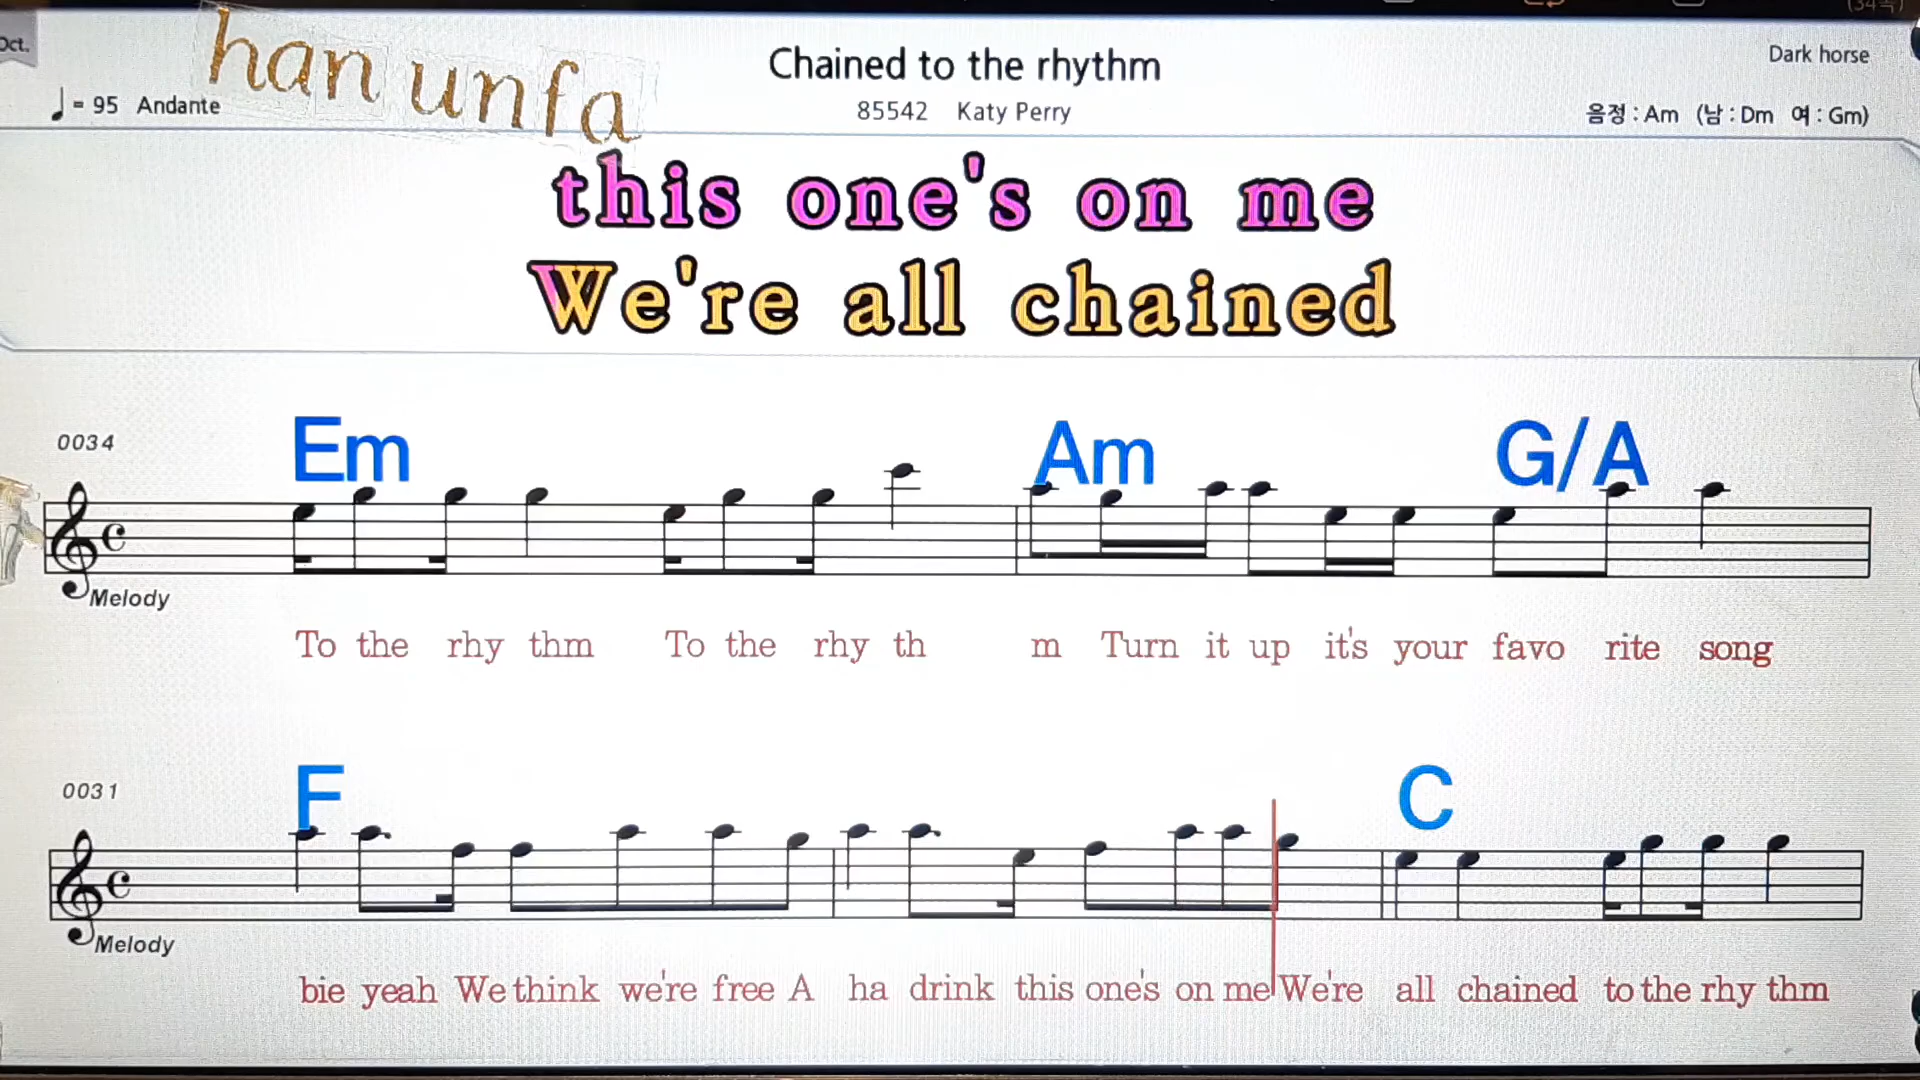 (34곡)
Oct.
han unfa
Chained to the rhythm
Dark horse
♩ = 95 Andante
85542 Katy Perry
음정 : Am (남 : Dm 여 : Gm)
this one's on me
We're all chained
0034
Em Am G/A
Melody
To the rhy thm To the rhy th m Turn it up it's your favo rite song
0031
F C
Melody
bie yeah We think we're free A ha drink this one's on me We're all chained to the rhy thm